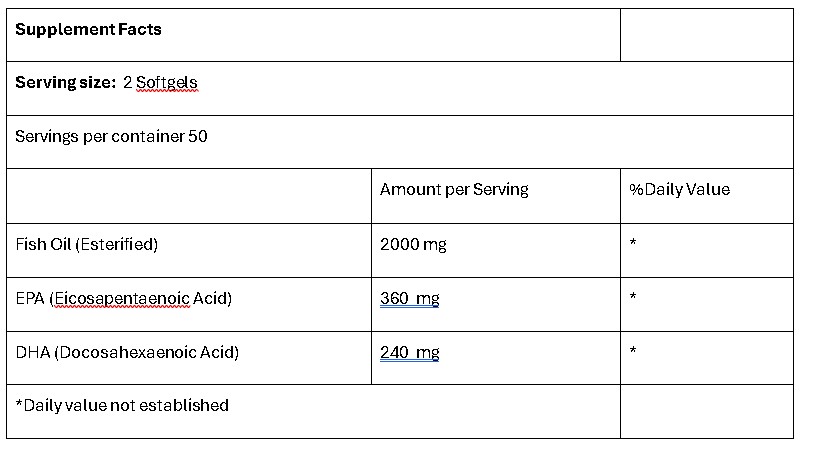 Supplement Facts
Serving size: 2 Softgels
Servings per container 50
Amount per Serving %Daily Value
Fish Oil (Esterified) 2000 mg *
EPA (Eicosapentaenoic Acid) 360 mg *
DHA (Docosahexaenoic Acid) 240 mg *
*Daily value not established